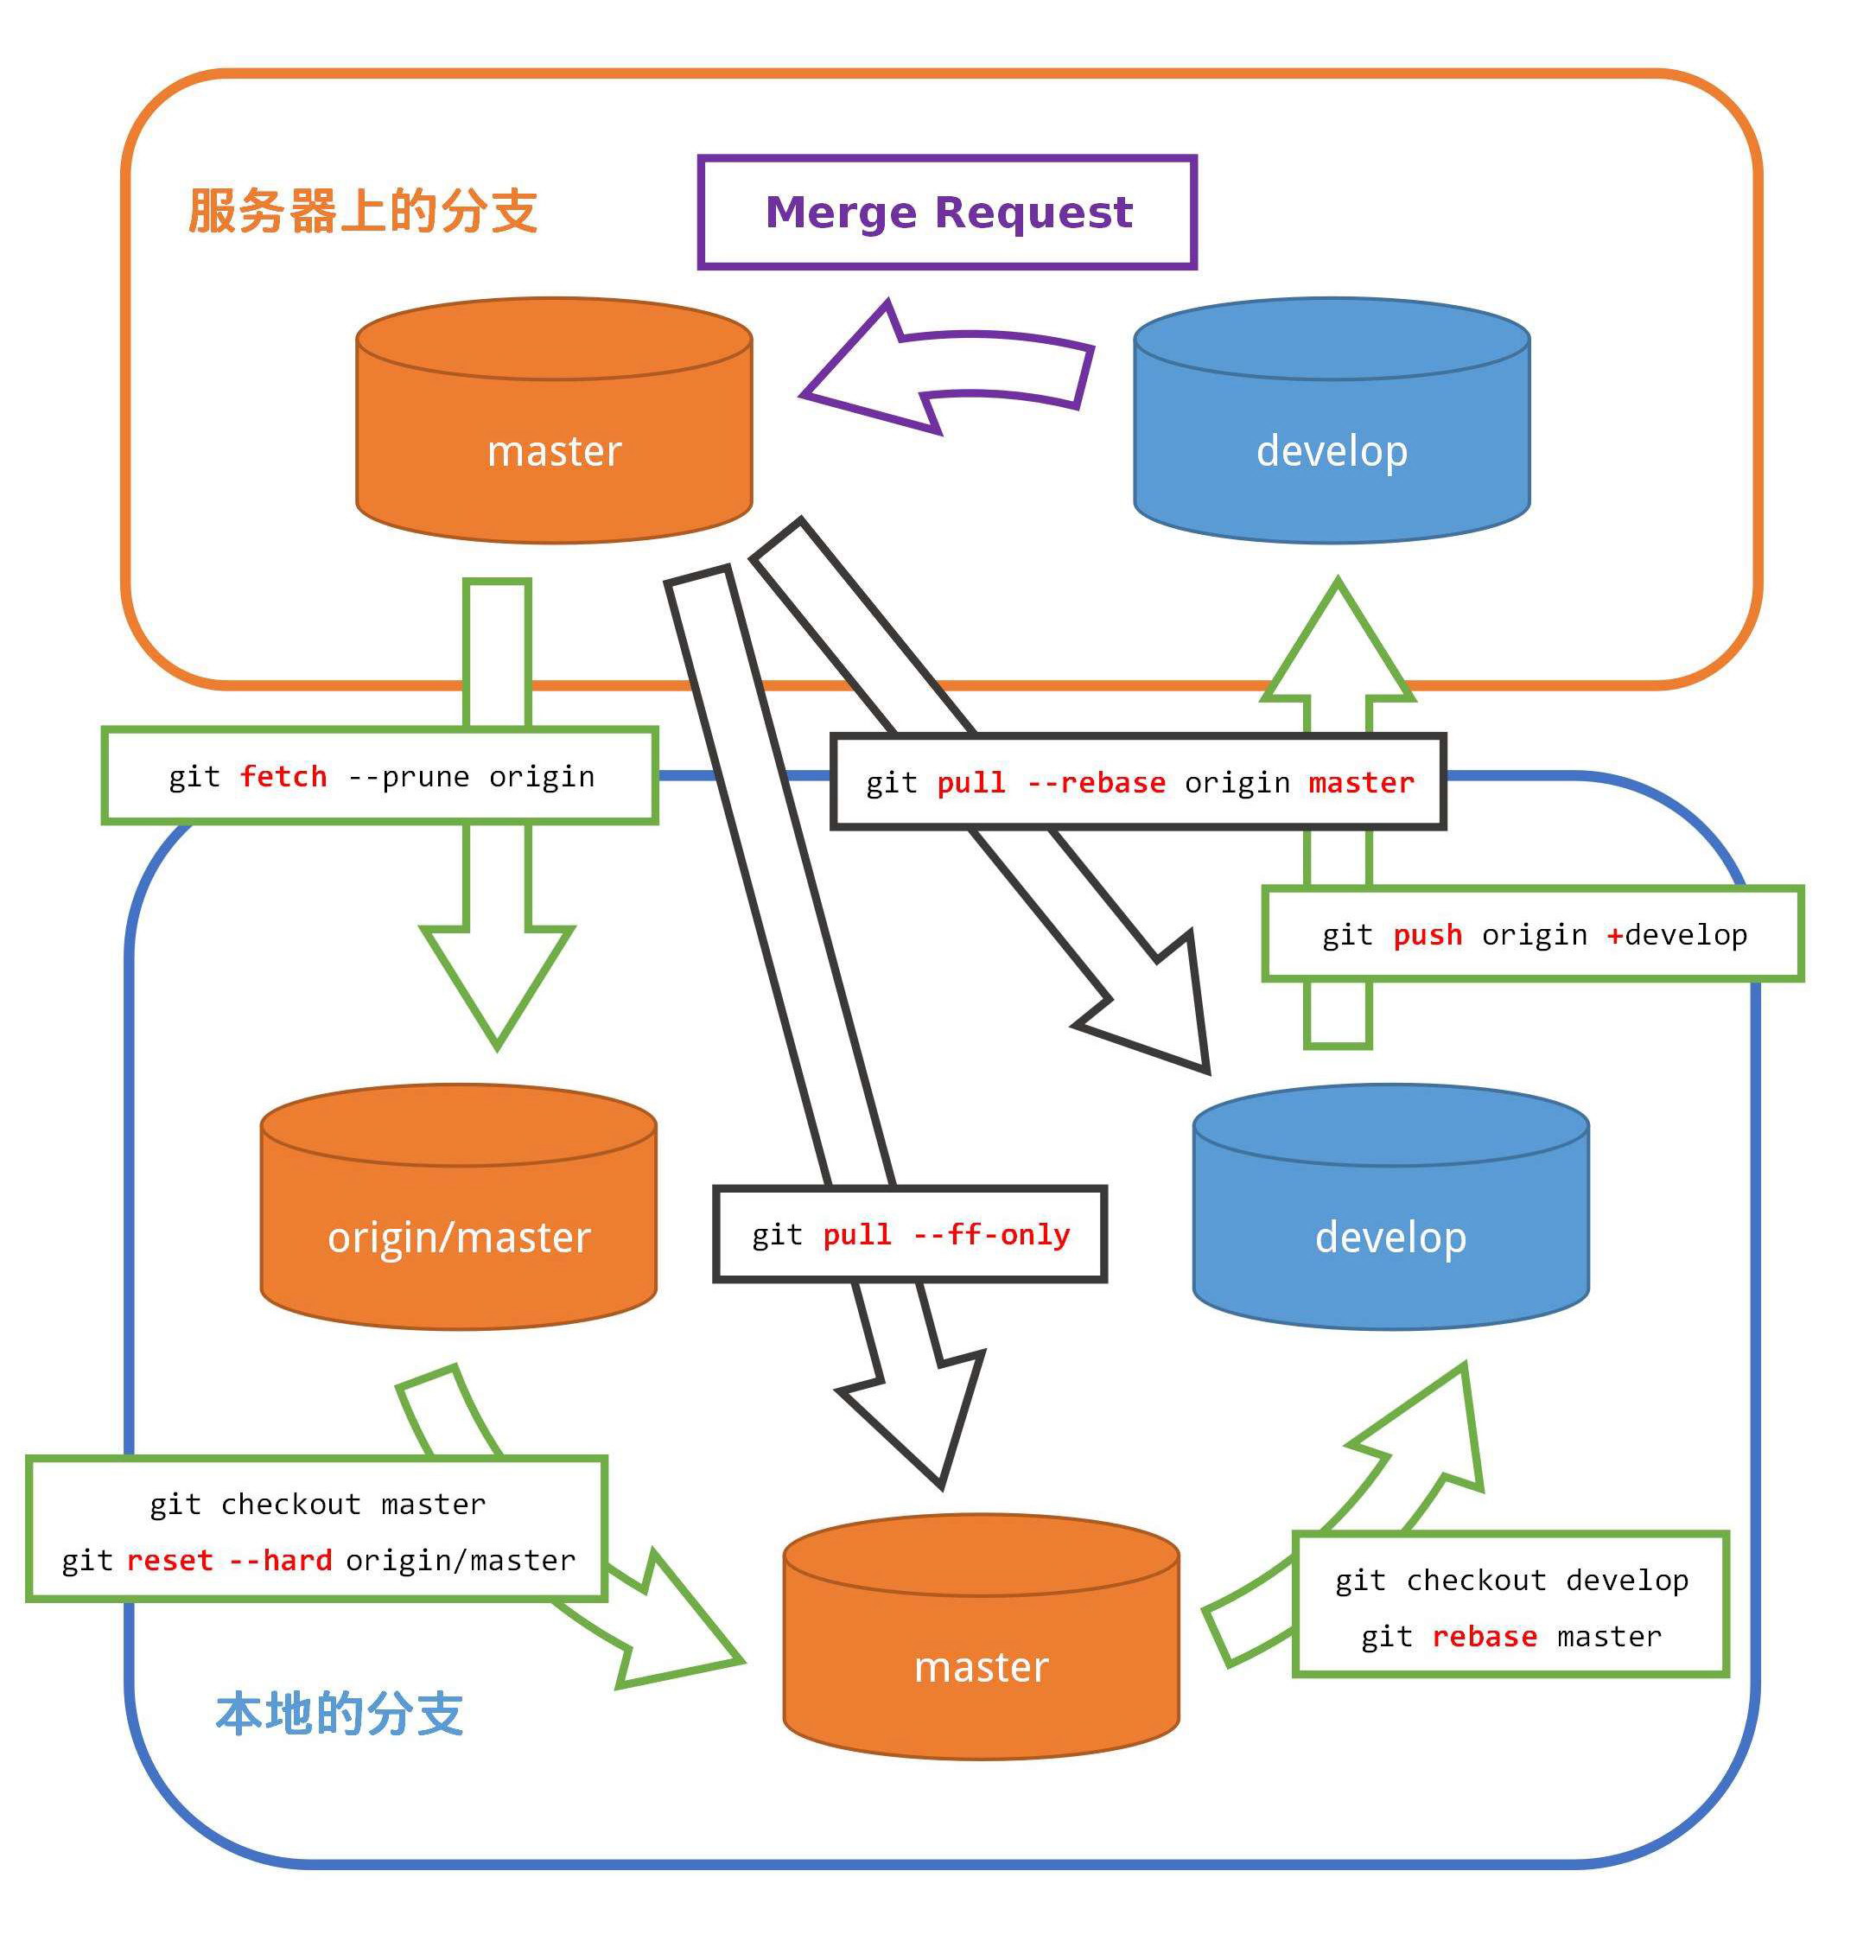 服务器上的分支
Merge Request
master
develop
git fetch --prune origin
git pull --rebase origin master
git push origin +develop
origin/master
git pull --ff-only
develop
git checkout master
git reset --hard origin/master
master
git checkout develop
git rebase master
本地的分支